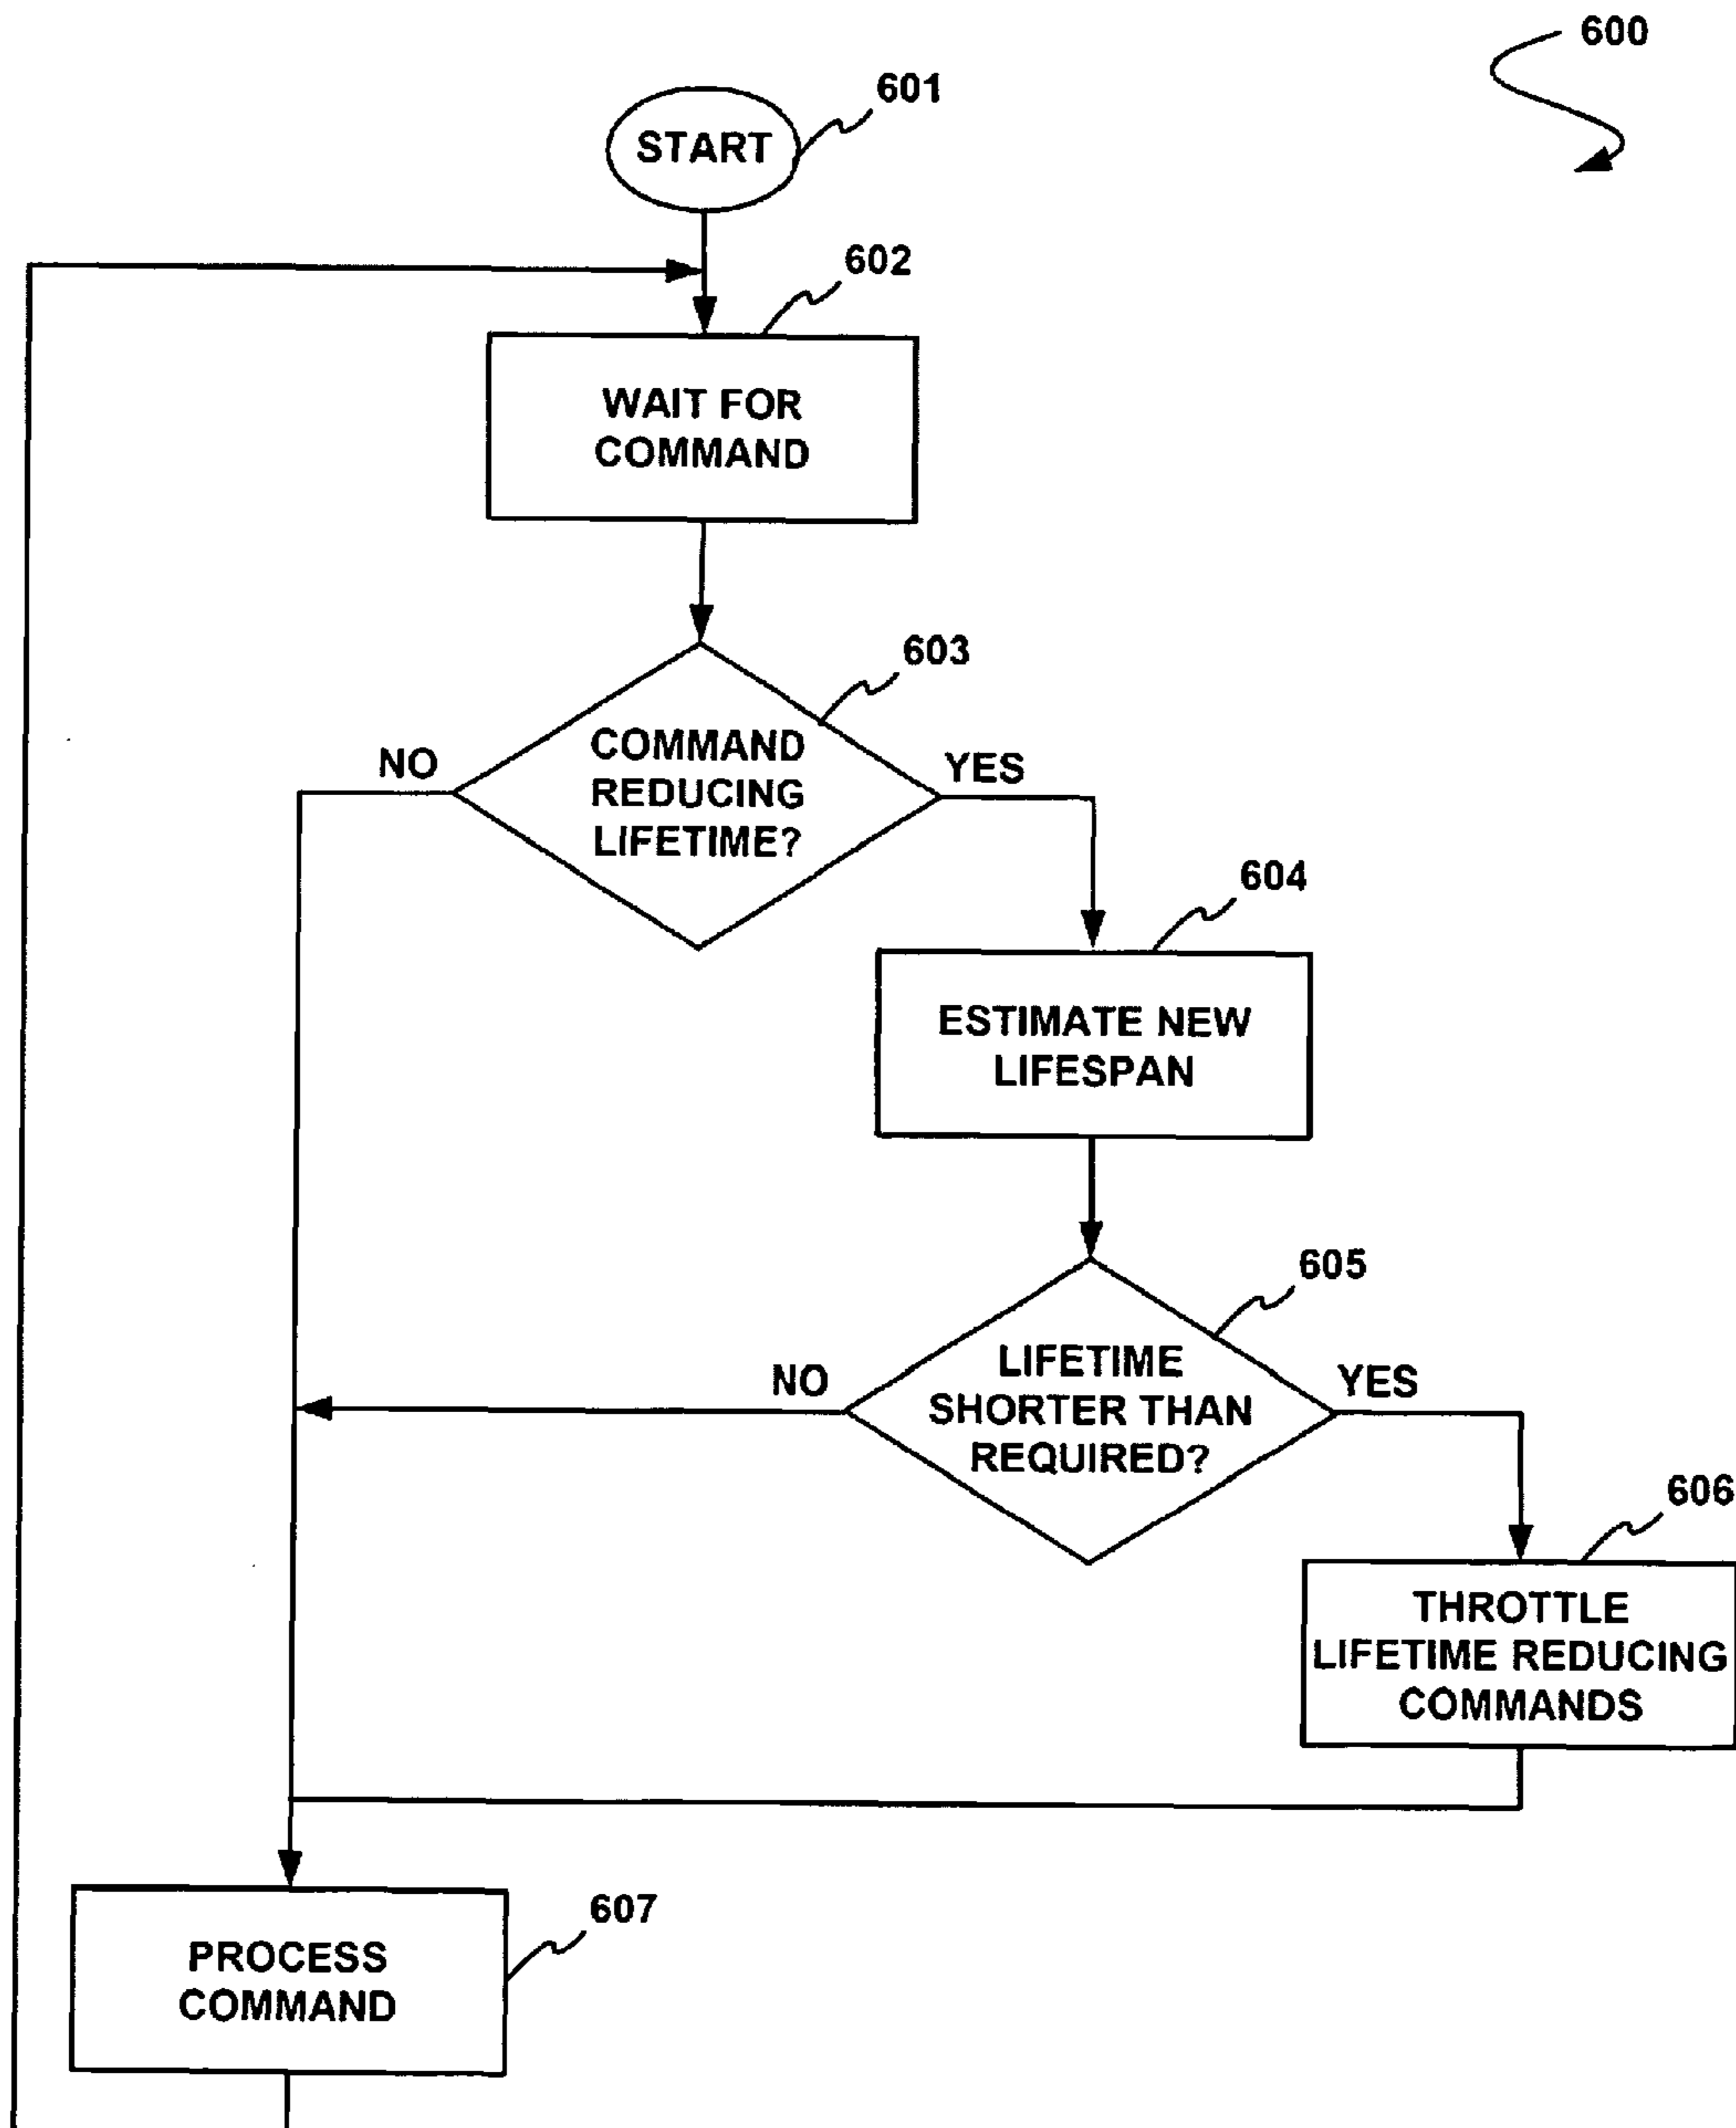 600
601
START
602
WAIT FOR
COMMAND
603
NO
COMMAND
REDUCING
LIFETIME?
YES
604
ESTIMATE NEW
LIFESPAN
605
NO
LIFETIME
SHORTER THAN
REQUIRED?
YES
606
THROTTLE
LIFETIME REDUCING
COMMANDS
607
PROCESS
COMMAND